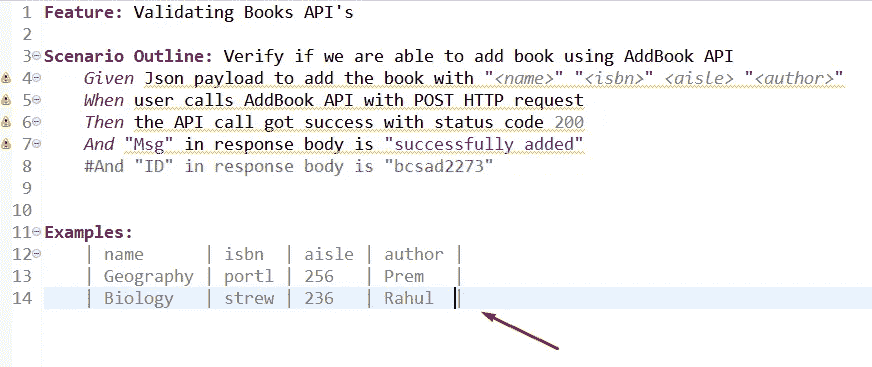 1 Feature: Validating Books API's
2
3 Scenario Outline: Verify if we are able to add book using AddBook API
4 Given Json payload to add the book with "<name>" "<isbn>" <aisle> "<author>"
5 When user calls AddBook API with POST HTTP request
6 Then the API call got success with status code 200
7 And "Msg" in response body is "successfully added"
8 #And "ID" in response body is "bcsad2273"
9
10
11 Examples:
12 | name | isbn | aisle | author |
13 | Geography | portl | 256 | Prem |
14 | Biology | strew | 236 | Rahul |